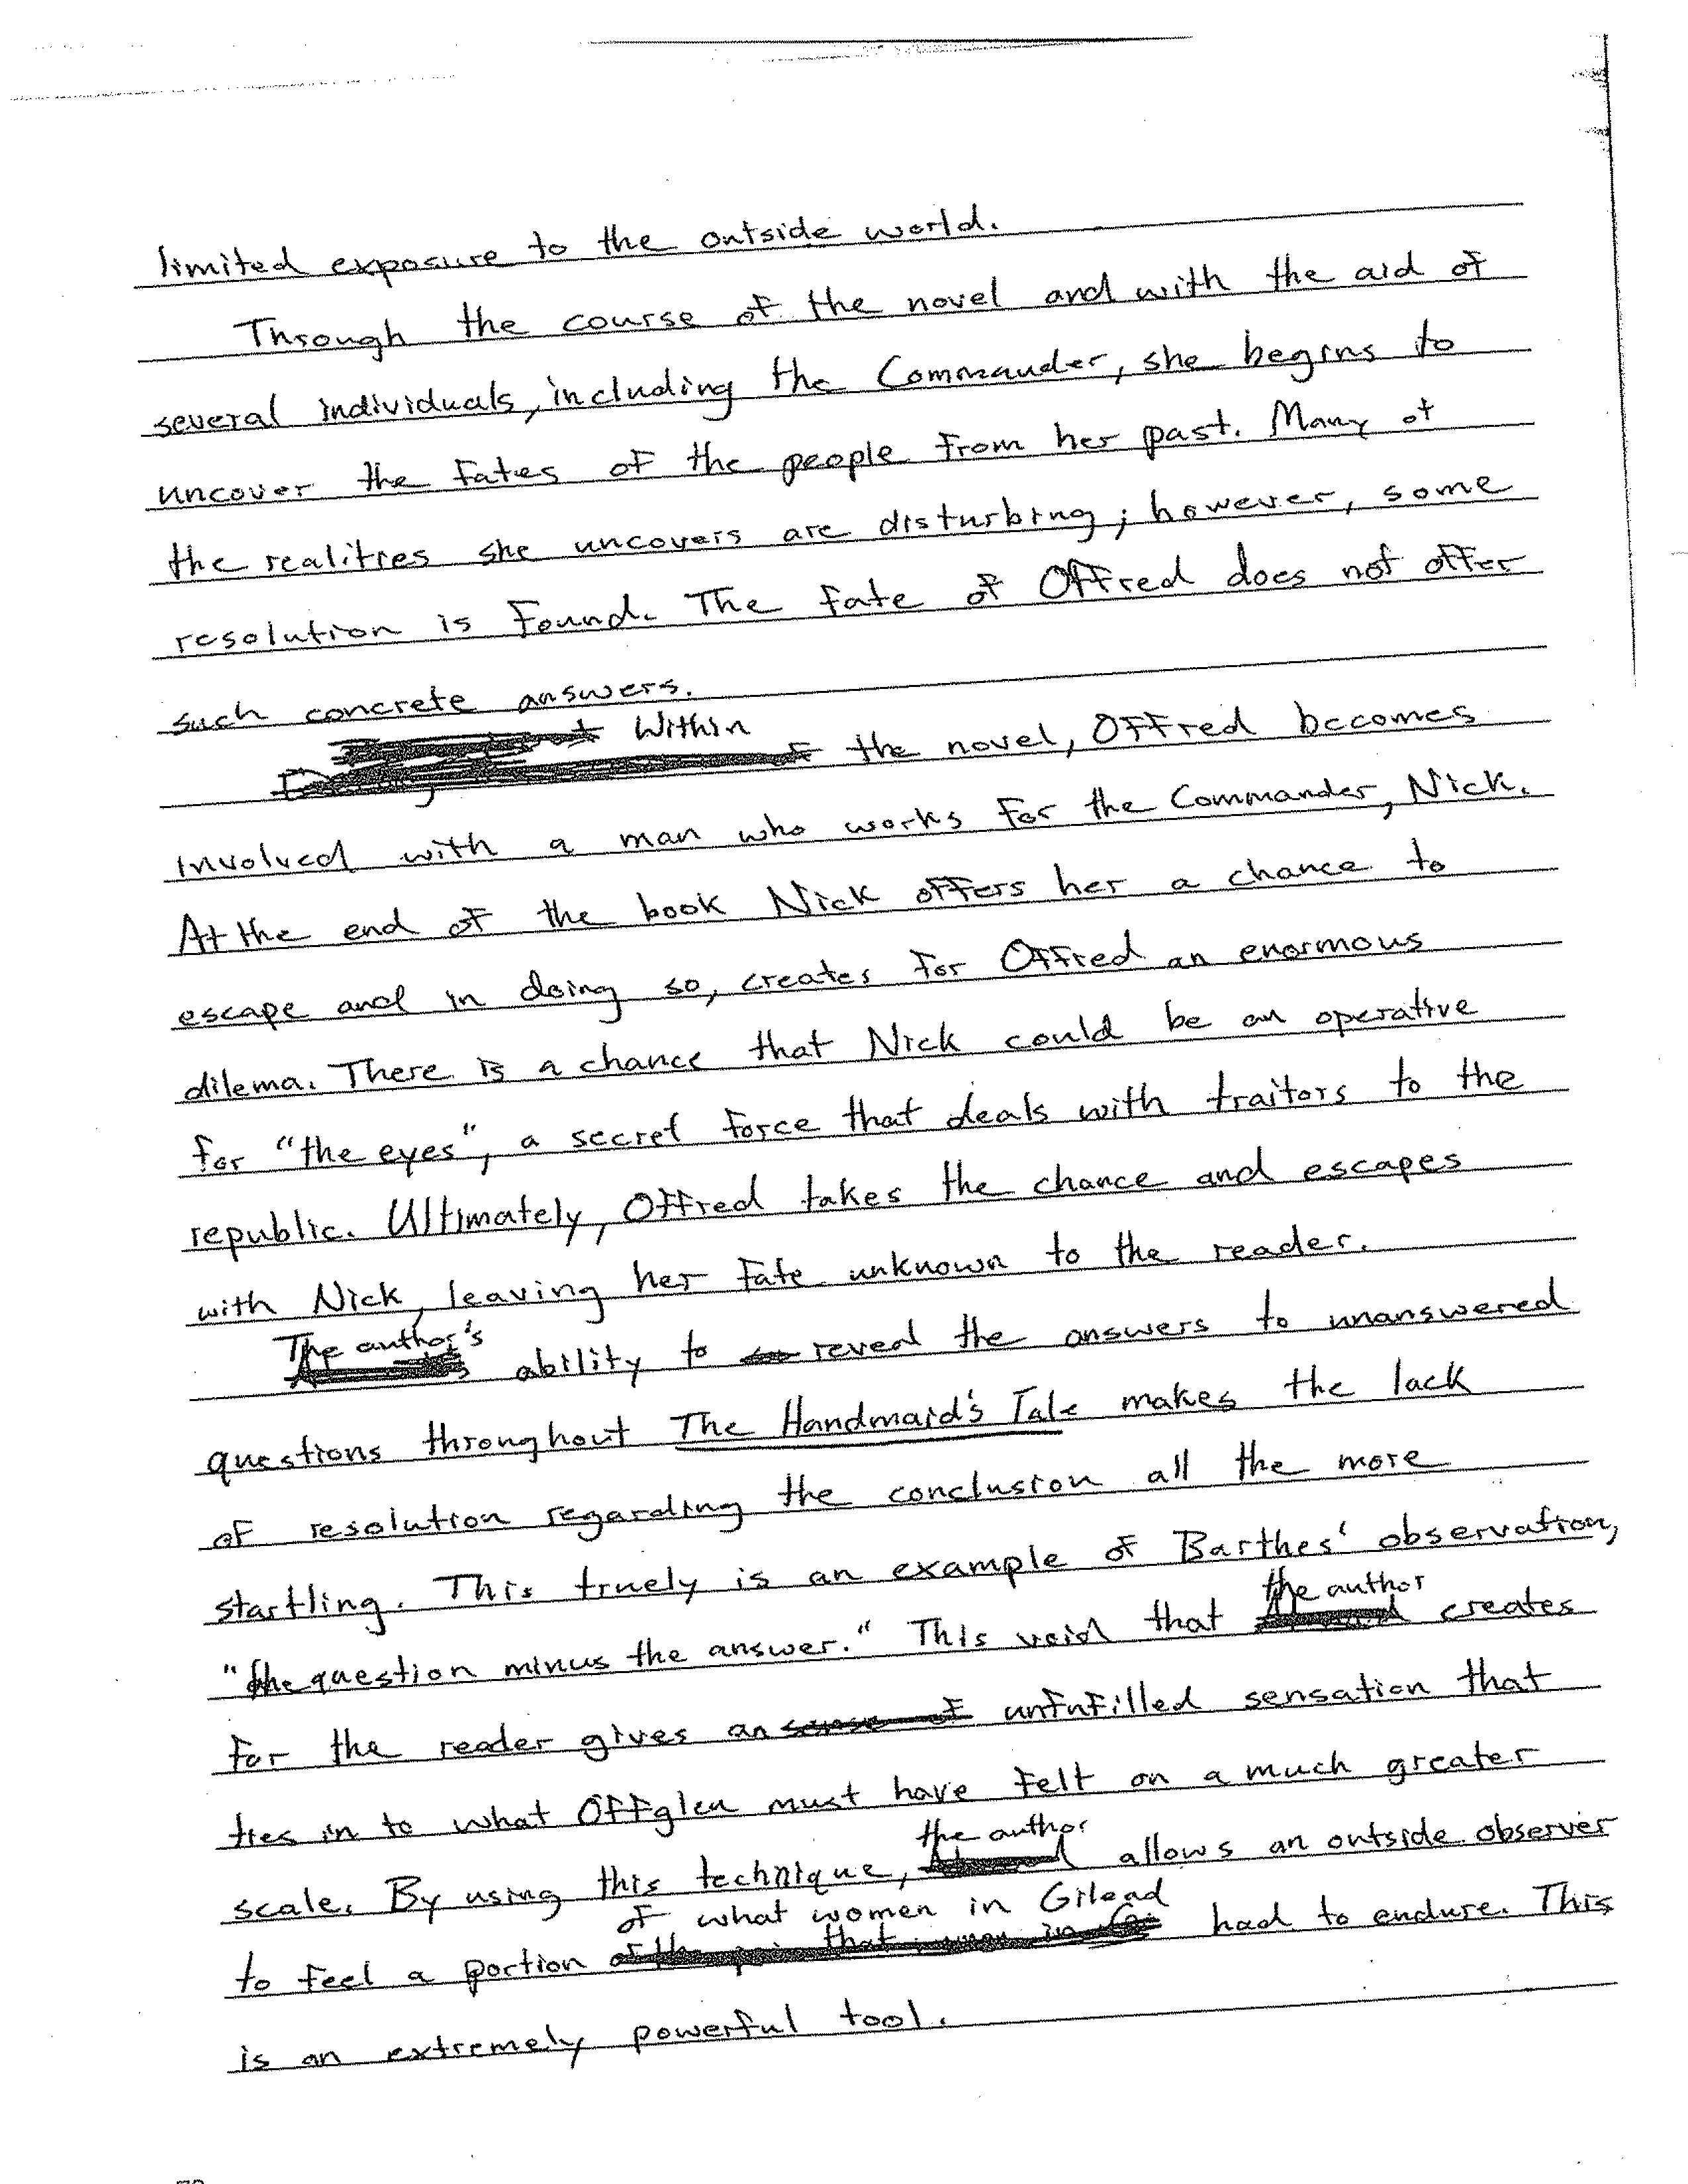 limited exposure to the outside world.
Through the course of the novel and with the aid of
several individuals, including the Commander, she begins to
uncover the fates of the people from her past. Many of
the realities she uncovers are disturbing; however, some
resolution is found. The fate of Offred does not offer
such concrete answers.
Within the novel, Offred becomes
involved with a man who works for the Commander, Nick.
At the end of the book Nick offers her a chance to
escape and in doing so, creates for Offred an enormous
dilema. There is a chance that Nick could be an operative
for "the eyes", a secret force that deals with traitors to the
republic. Ultimately, Offred takes the chance and escapes
with Nick, leaving her fate unknown to the reader.
The author's ability to reveal the answers to unanswered
questions throughout The Handmaid's Tale makes the lack
of resolution regarding the conclusion all the more
startling. This truely is an example of Barthes' observation,
"the question minus the answer." This void that the author creates
for the reader gives an unfufilled sensation that
ties in to what Offglen must have felt on a much greater
scale. By using this technique, the author allows an outside observer
to feel a portion of what women in Gilead had to endure. This
is an extremely powerful tool.